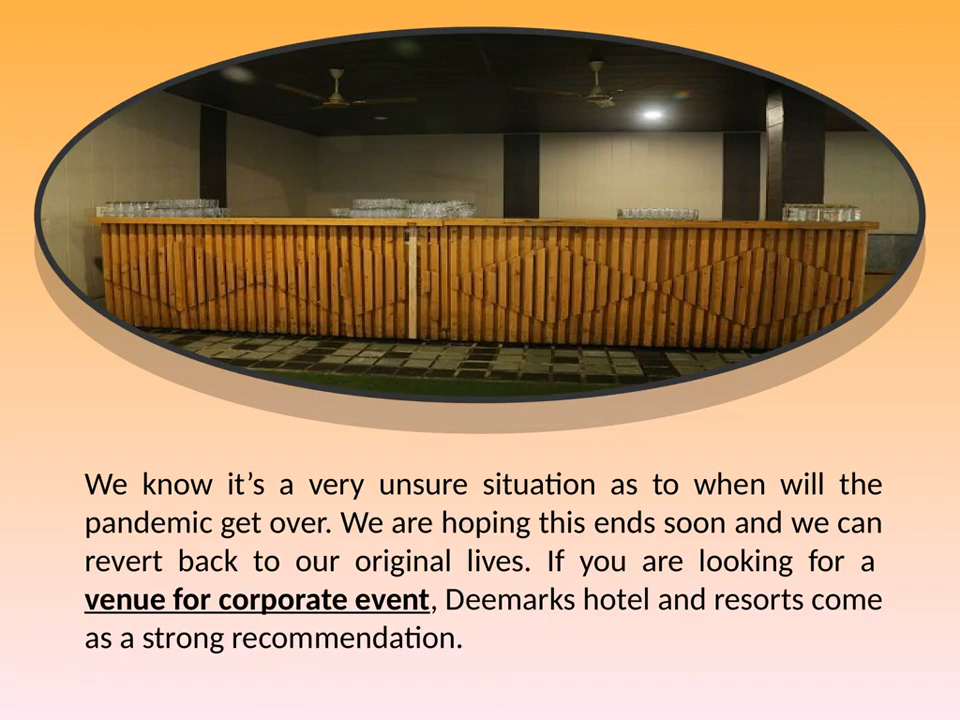 We know it’s a very unsure situation as to when will the
pandemic get over. We are hoping this ends soon and we can
revert back to our original lives. If you are looking for a
venue for corporate event, Deemarks hotel and resorts come
as a strong recommendation.